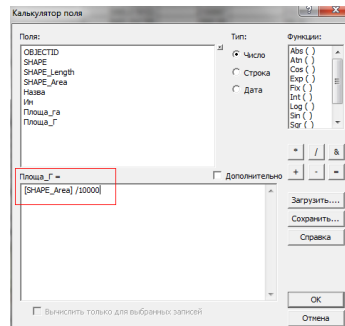 Калькулятор поля
Поля:
Тип:
Функции:
OBJECTID
SHAPE
SHAPE_Length
SHAPE_Area
Назва
Ин
Площа_га
Площа_Г
Число
Строка
Дата
Abs ( )
Atn ( )
Cos ( )
Exp ( )
Fix ( )
Int ( )
Log ( )
Sin ( )
Sqr ( )
* / &
+ - =
Площа_Г =
Дополнительно
[SHAPE_Area] /10000
Загрузить....
Сохранить...
Справка
Вычислить только для выбранных записей
OK
Отмена